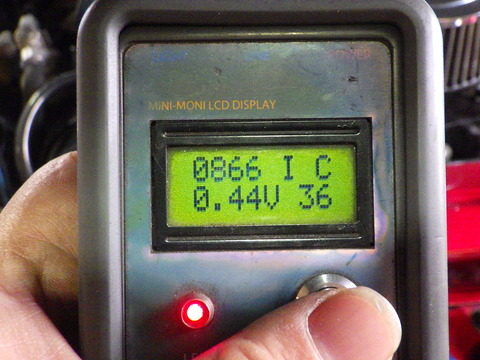 MINI-MONI LCD DISPLAY
0866 I C
0.44V 36